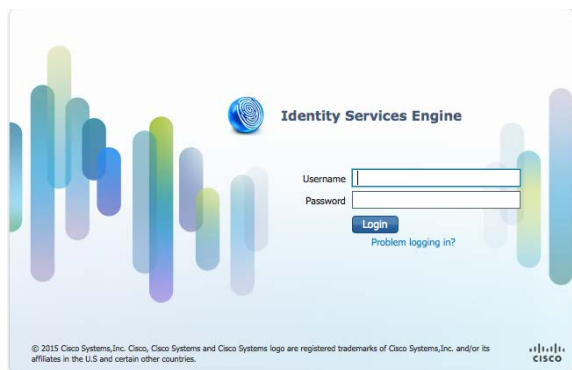 Identity Services Engine
Username
Password
Login
Problem logging in?
© 2015 Cisco Systems,Inc. Cisco, Cisco Systems and Cisco Systems logo are registered trademarks of Cisco Systems,Inc. and/or its
affiliates in the U.S and certain other countries.
CISCO